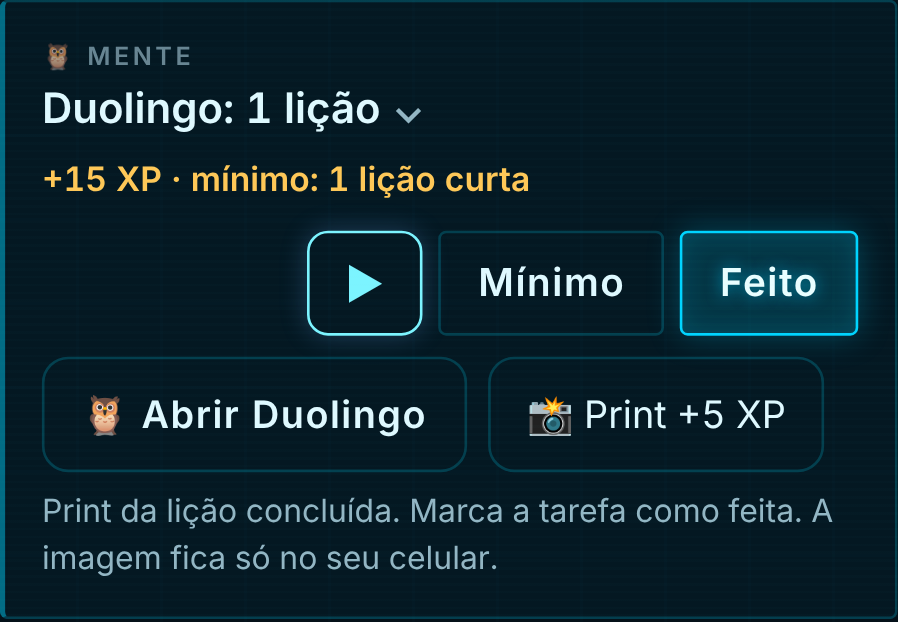 MENTE
Duolingo: 1 lição
+15 XP · mínimo: 1 lição curta
Mínimo
Feito
Abrir Duolingo
Print +5 XP
Print da lição concluída. Marca a tarefa como feita. A
imagem fica só no seu celular.